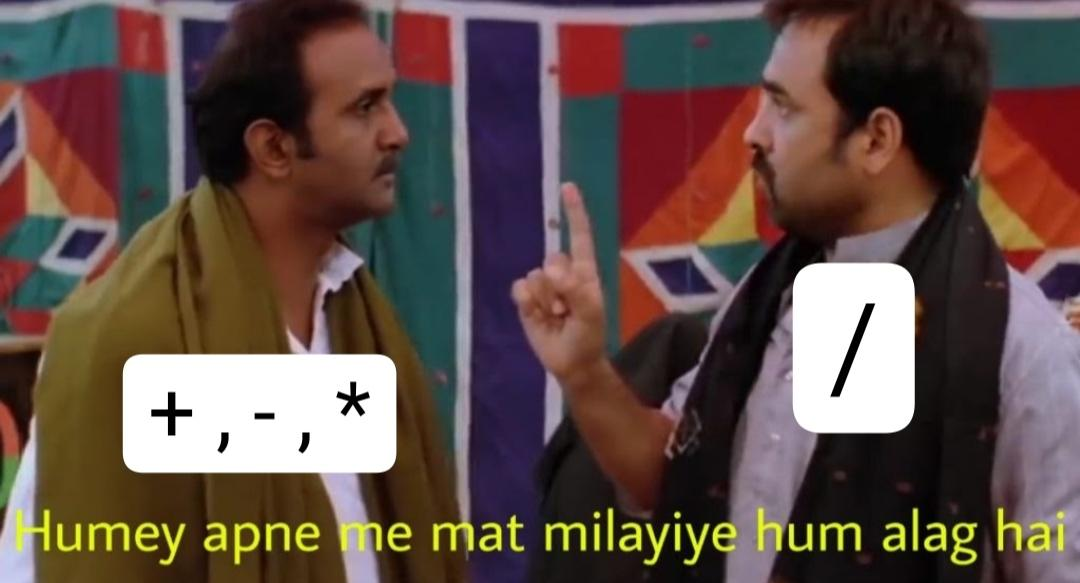 + , - , *
/
Humey apne me mat milayiye hum alag hai